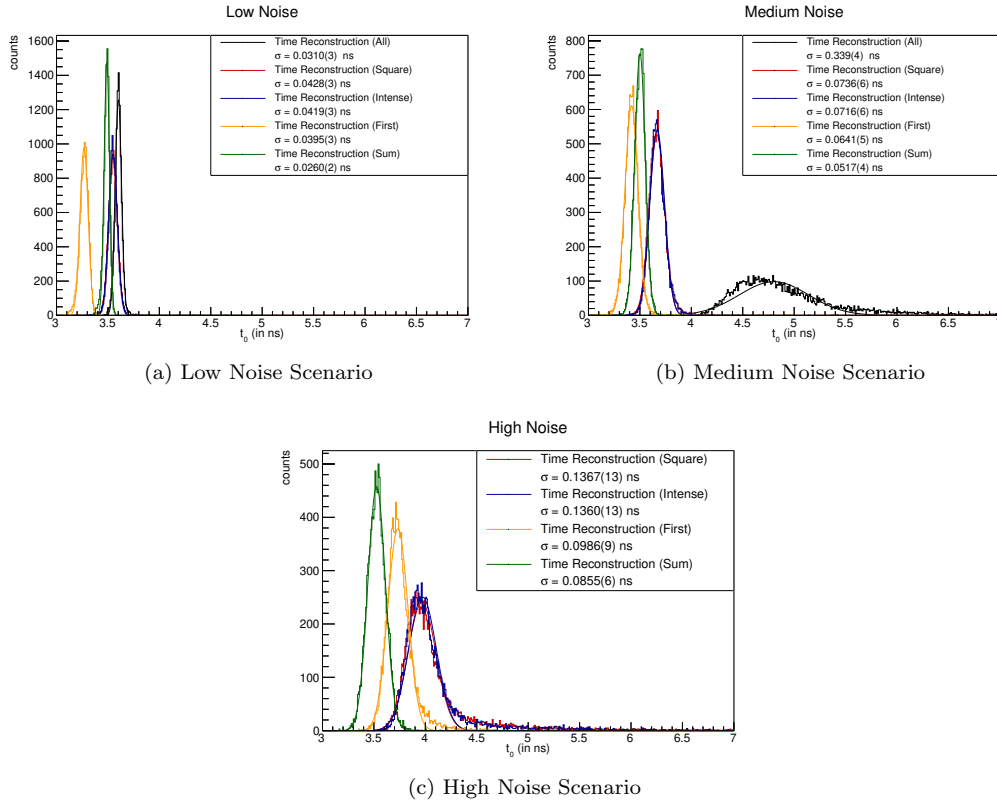 Low Noise
counts
1600
1400
1200
1000
800
600
400
200
0
3 3.5 4 4.5 5 5.5 6 6.5 7
t0 (in ns)
Time Reconstruction (All)
σ = 0.0310(3) ns
Time Reconstruction (Square)
σ = 0.0428(3) ns
Time Reconstruction (Intense)
σ = 0.0419(3) ns
Time Reconstruction (First)
σ = 0.0395(3) ns
Time Reconstruction (Sum)
σ = 0.0260(2) ns
(a) Low Noise Scenario
Medium Noise
counts
800
700
600
500
400
300
200
100
0
3 3.5 4 4.5 5 5.5 6 6.5
t0 (in ns)
Time Reconstruction (All)
σ = 0.339(4) ns
Time Reconstruction (Square)
σ = 0.0736(6) ns
Time Reconstruction (Intense)
σ = 0.0716(6) ns
Time Reconstruction (First)
σ = 0.0641(5) ns
Time Reconstruction (Sum)
σ = 0.0517(4) ns
(b) Medium Noise Scenario
High Noise
counts
500
400
300
200
100
0
3 3.5 4 4.5 5 5.5 6 6.5 7
t0 (in ns)
Time Reconstruction (Square)
σ = 0.1367(13) ns
Time Reconstruction (Intense)
σ = 0.1360(13) ns
Time Reconstruction (First)
σ = 0.0986(9) ns
Time Reconstruction (Sum)
σ = 0.0855(6) ns
(c) High Noise Scenario